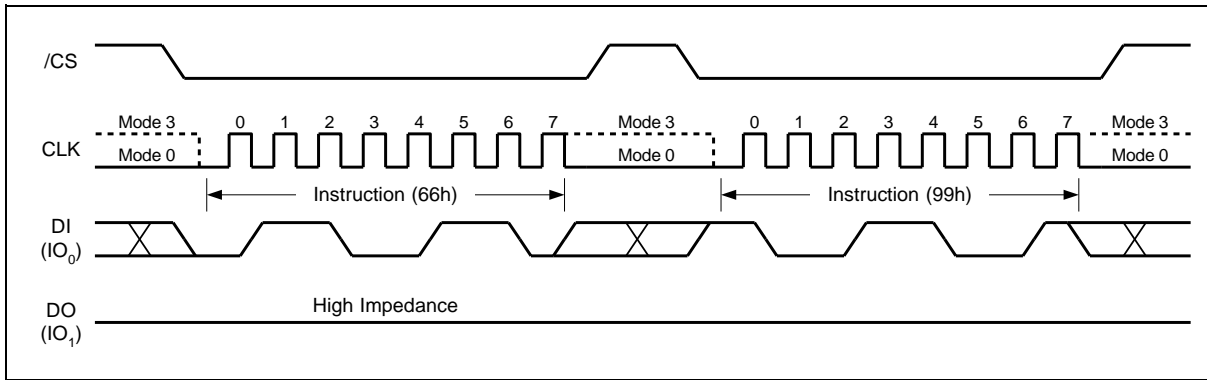 /CS
Mode 3 0 1 2 3 4 5 6 7 Mode 3 0 1 2 3 4 5 6 7 Mode 3
CLK Mode 0 Mode 0 Mode 0
Instruction (66h) Instruction (99h)
DI
(IO0)
High Impedance
DO
(IO1)